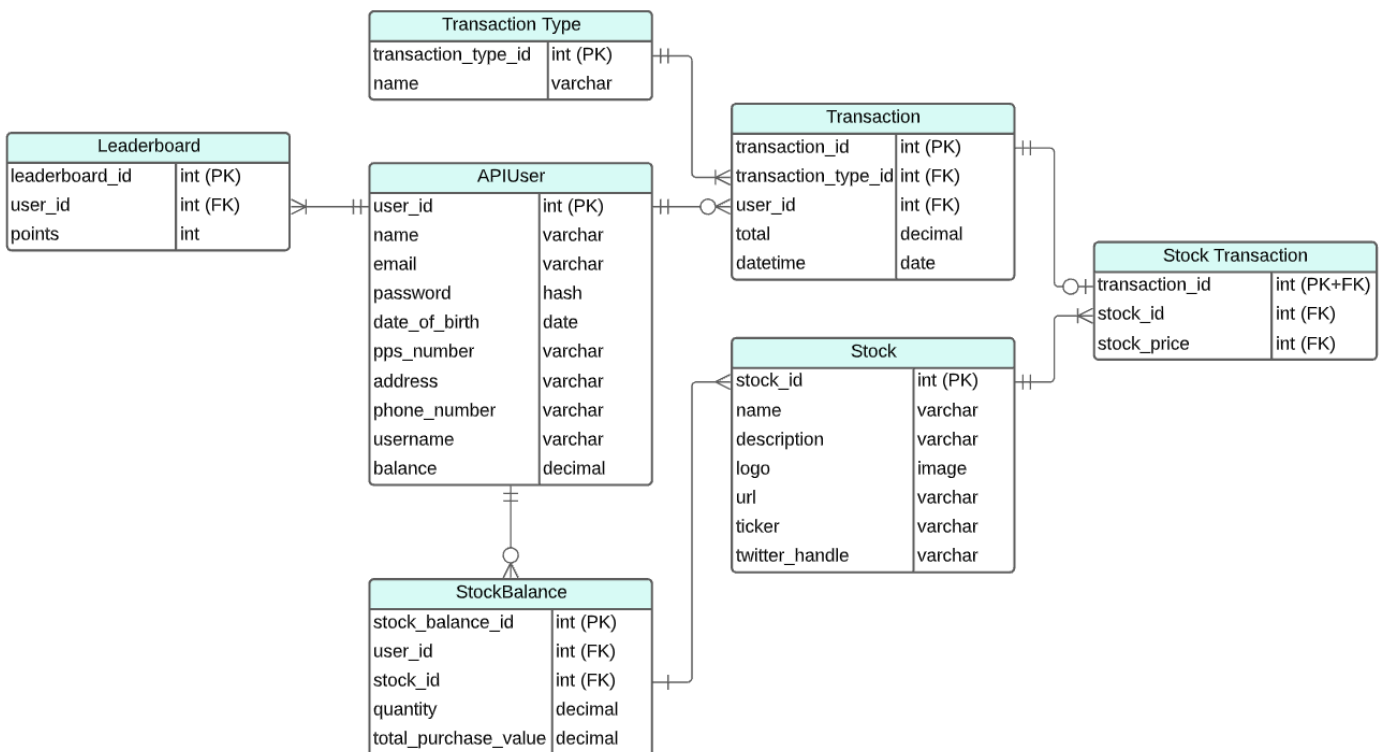 Transaction Type
transaction_type_id int (PK)
name varchar
Leaderboard
leaderboard_id int (PK)
user_id int (FK)
points int
APIUser
user_id int (PK)
name varchar
email varchar
password hash
date_of_birth date
pps_number varchar
address varchar
phone_number varchar
username varchar
balance decimal
Transaction
transaction_id int (PK)
transaction_type_id int (FK)
user_id int (FK)
total decimal
datetime date
Stock Transaction
transaction_id int (PK+FK)
stock_id int (FK)
stock_price int (FK)
Stock
stock_id int (PK)
name varchar
description varchar
logo image
url varchar
ticker varchar
twitter_handle varchar
StockBalance
stock_balance_id int (PK)
user_id int (FK)
stock_id int (FK)
quantity decimal
total_purchase_value decimal